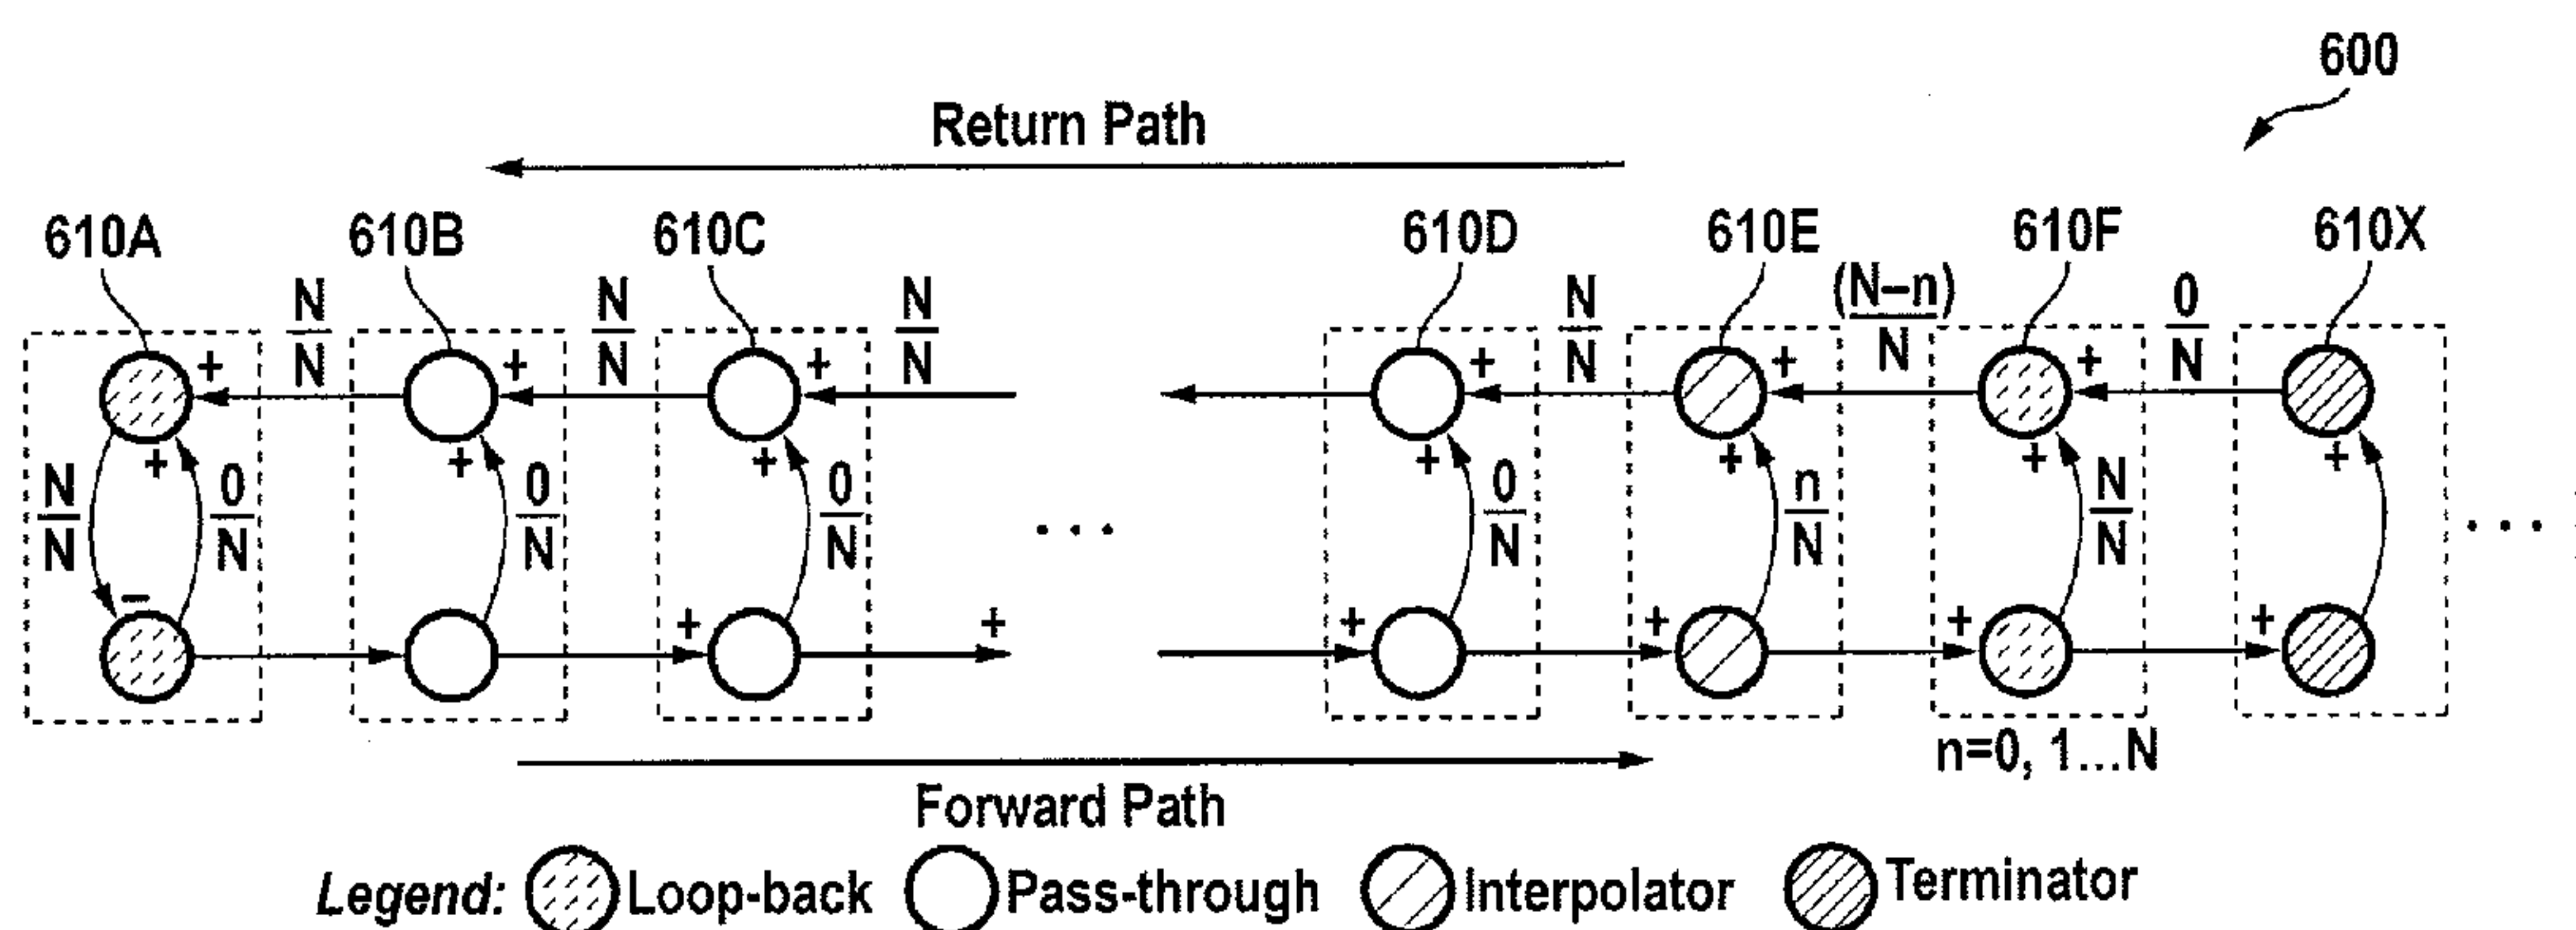 600
Return Path
610A 610B 610C 610D 610E 610F 610X
N/N N/N N/N N/N (N–n)/N 0/N
+ + + + + +
+ + + + + + +
N/N 0/N 0/N 0/N 0/N n/N N/N
. . . . . .
– + + + + + +
n=0, 1...N
Forward Path
Legend: Loop-back Pass-through Interpolator Terminator